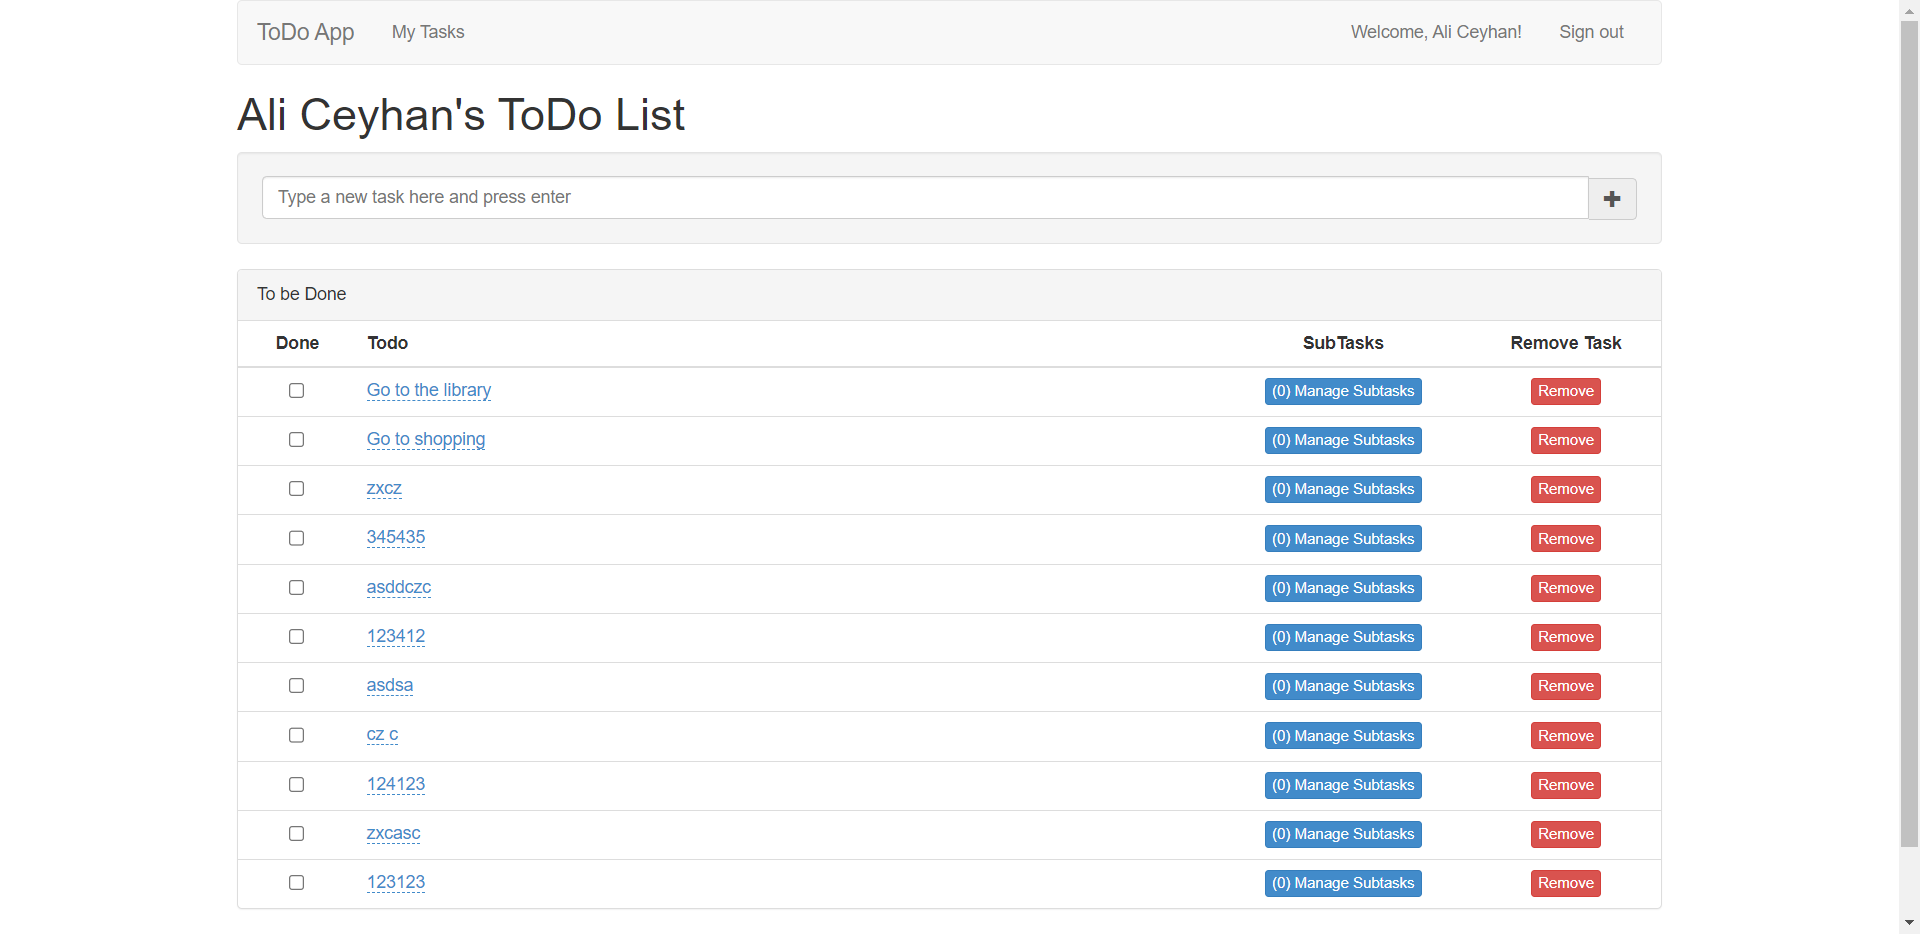 ToDo App My Tasks Welcome, Ali Ceyhan! Sign out
Ali Ceyhan's ToDo List
Type a new task here and press enter
To be Done
Done Todo SubTasks Remove Task
Go to the library (0) Manage Subtasks Remove
Go to shopping (0) Manage Subtasks Remove
zxcz (0) Manage Subtasks Remove
345435 (0) Manage Subtasks Remove
asddczc (0) Manage Subtasks Remove
123412 (0) Manage Subtasks Remove
asdsa (0) Manage Subtasks Remove
cz c (0) Manage Subtasks Remove
124123 (0) Manage Subtasks Remove
zxcasc (0) Manage Subtasks Remove
123123 (0) Manage Subtasks Remove